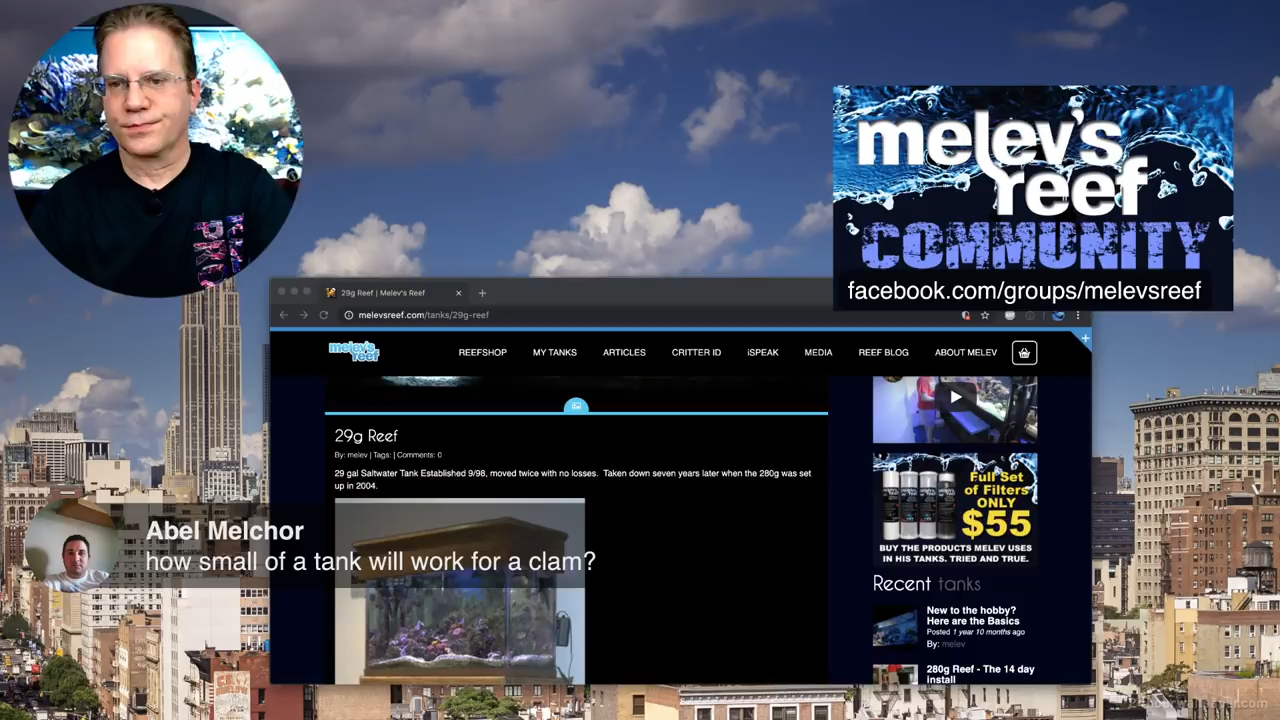 melev's
reef
COMMUNITY
facebook.com/groups/melevsreef
29g Reef | Melev's Reef
melevsreef.com/tanks/29g-reef
melev's
reef
REEFSHOP
MY TANKS
ARTICLES
CRITTER ID
iSPEAK
MEDIA
REEF BLOG
ABOUT MELEV
29g Reef
By: melev | Tags: | Comments: 0
29 gal Saltwater Tank Established 9/98, moved twice with no losses. Taken down seven years later when the 280g was set
up in 2004.
Full Set
of Filters
ONLY
$55
BUY THE PRODUCTS MELEV USES
IN HIS TANKS. TRIED AND TRUE.
Recent tanks
New to the hobby?
Here are the Basics
Posted 1 year 10 months ago
By: melev
280g Reef - The 14 day
install
Abel Melchor
how small of a tank will work for a clam?